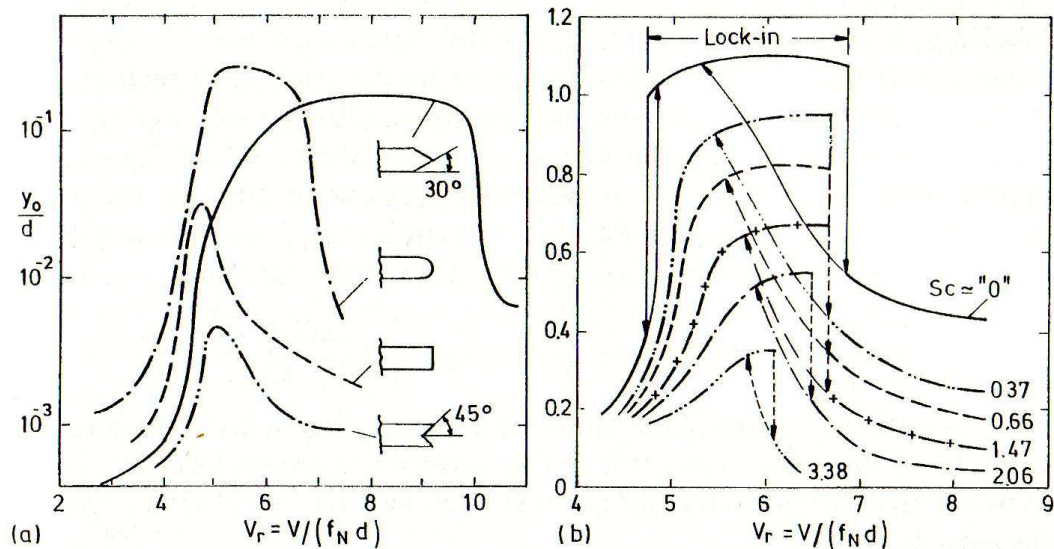 10⁻¹
y₀/d
10⁻²
10⁻³
30°
45°
2 4 6 8 10
(a) Vᵣ = V/(f_N d)
1.2
1.0
0.8
0.6
0.4
0.2
0
Lock-in
Sc ≃ "0"
0.37
0.66
1.47
2.06
3.38
4 5 6 7 8 9
(b) Vᵣ = V/(f_N d)